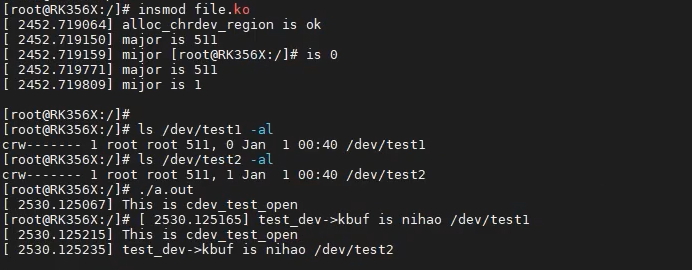 [root@RK356X:/]# insmod file.ko
[ 2452.719064] alloc_chrdev_region is ok
[ 2452.719150] major is 511
[ 2452.719159] mijor [root@RK356X:/]# is 0
[ 2452.719771] major is 511
[ 2452.719809] mijor is 1
[root@RK356X:/]#
[root@RK356X:/]# ls /dev/test1 -al
crw------- 1 root root 511, 0 Jan  1 00:40 /dev/test1
[root@RK356X:/]# ls /dev/test2 -al
crw------- 1 root root 511, 1 Jan  1 00:40 /dev/test2
[root@RK356X:/]# ./a.out
[ 2530.125067] This is cdev_test_open
[root@RK356X:/]# [ 2530.125165] test_dev->kbuf is nihao /dev/test1
[ 2530.125215] This is cdev_test_open
[ 2530.125235] test_dev->kbuf is nihao /dev/test2